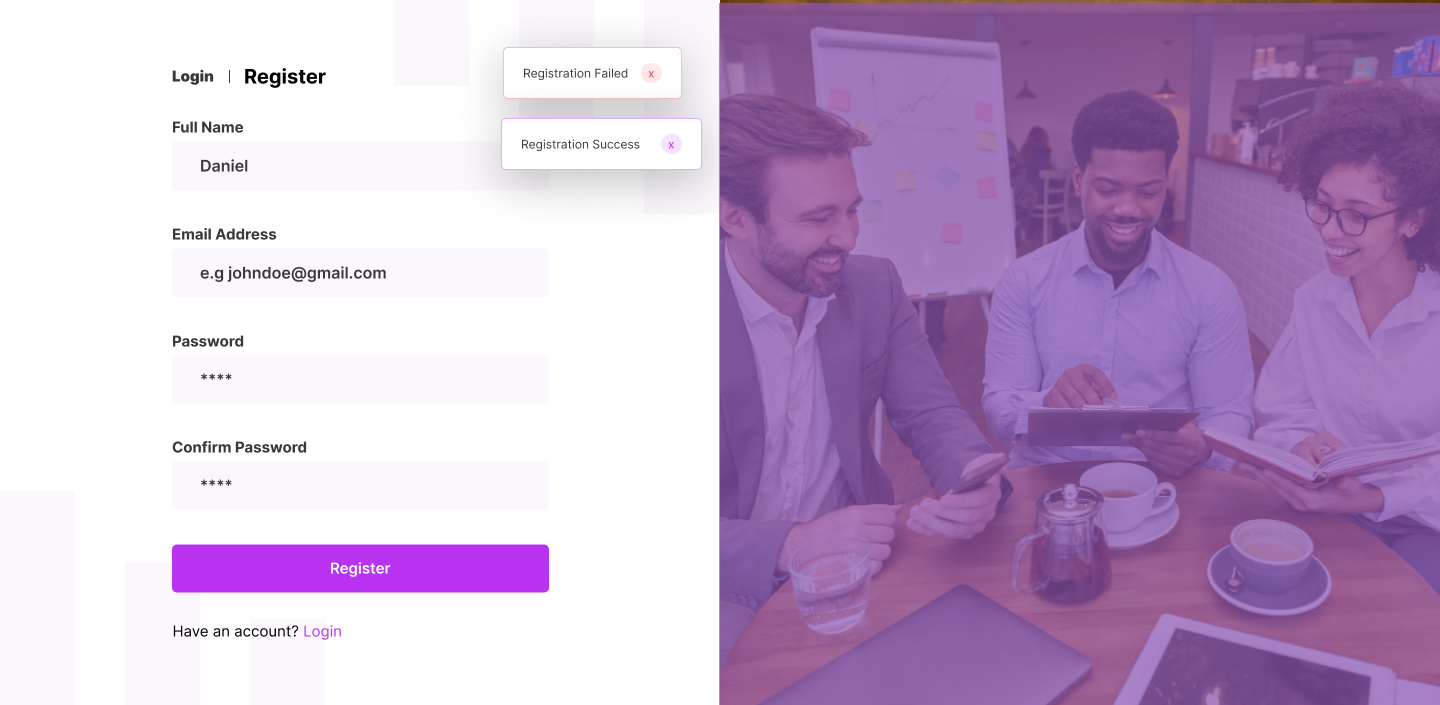 Login | Register
Registration Failed x
Full Name
Registration Success x
Daniel
Email Address
e.g johndoe@gmail.com
Password
****
Confirm Password
****
Register
Have an account? Login